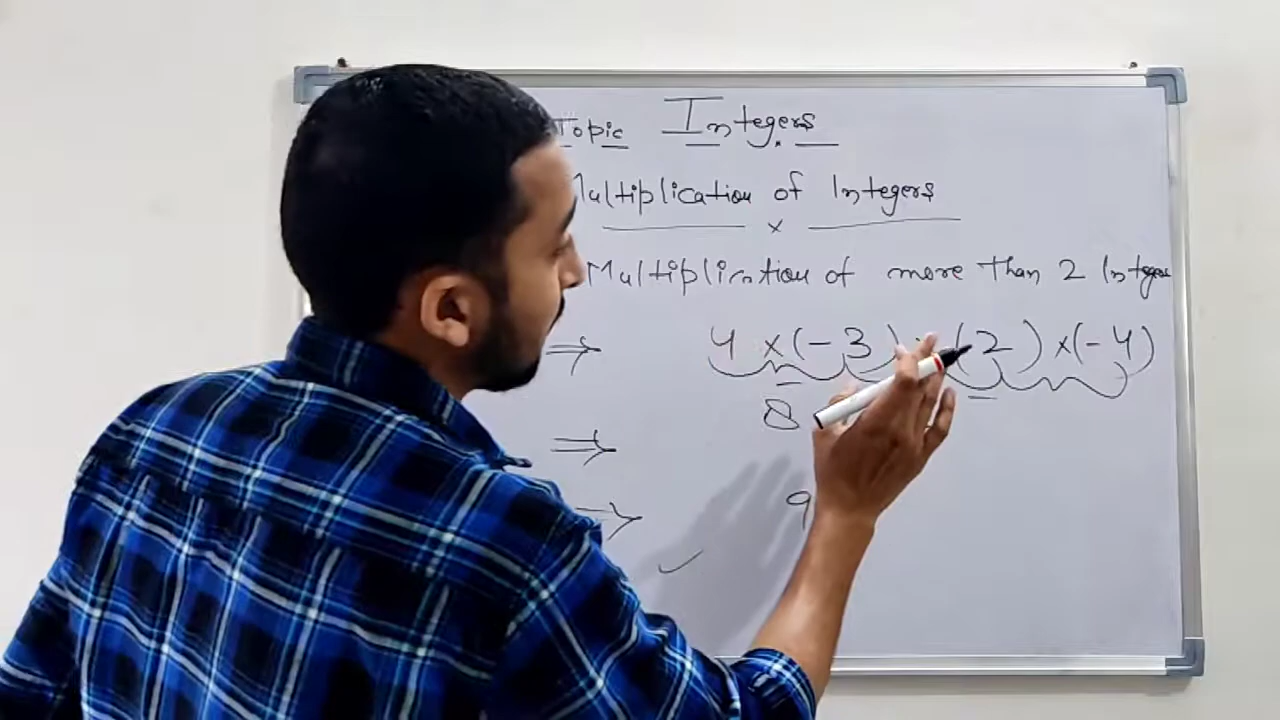 Topic Integers
Multiplication of Integers
x
Multiplication of more Than 2 Integers
⇒ 4 ×(-3) × (2) ×(-4)
⇒ 8
⇒ 9